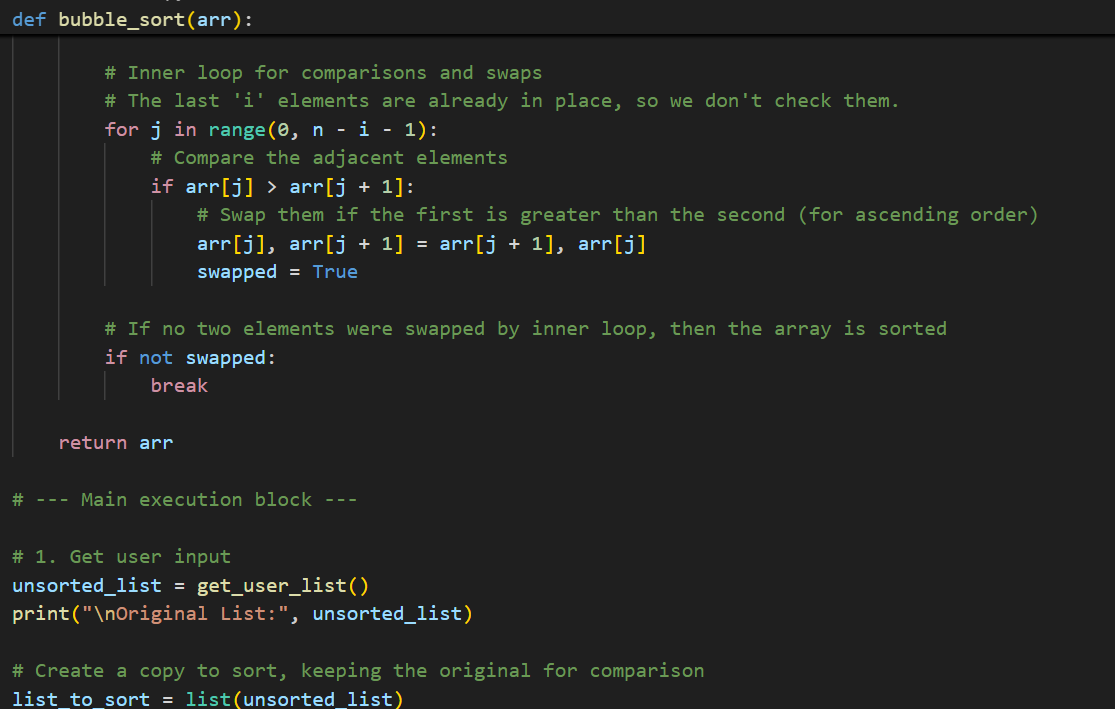 def bubble_sort(arr):
# Inner loop for comparisons and swaps
# The last 'i' elements are already in place, so we don't check them.
for j in range(0, n - i - 1):
# Compare the adjacent elements
if arr[j] > arr[j + 1]:
# Swap them if the first is greater than the second (for ascending order)
arr[j], arr[j + 1] = arr[j + 1], arr[j]
swapped = True
# If no two elements were swapped by inner loop, then the array is sorted
if not swapped:
break
return arr
# --- Main execution block ---
# 1. Get user input
unsorted_list = get_user_list()
print("\nOriginal List:", unsorted_list)
# Create a copy to sort, keeping the original for comparison
list_to_sort = list(unsorted_list)